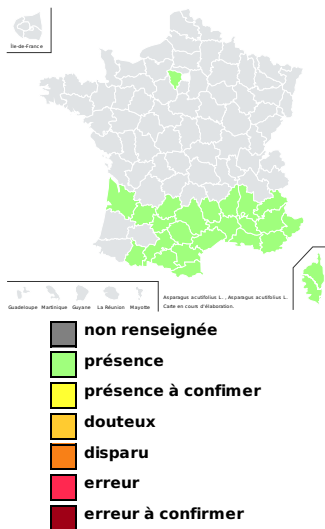 Île-de-France
Guadeloupe Martinique Guyane La Réunion Mayotte
Asparagus acutifolius L. , Asparagus acutifolius L.
Carte en cours d'élaboration.
non renseignée
présence
présence à confimer
douteux
disparu
erreur
erreur à confirmer